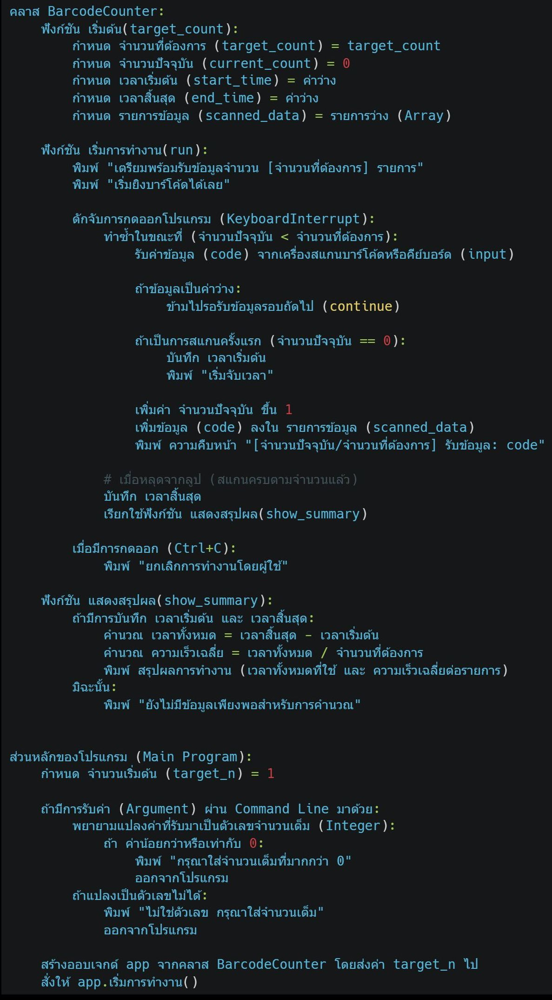 คลาส BarcodeCounter:
ฟังก์ชัน เริ่มต้น(target_count):
กำหนด จำนวนที่ต้องการ (target_count) = target_count
กำหนด จำนวนปัจจุบัน (current_count) = 0
กำหนด เวลาเริ่มต้น (start_time) = ค่าว่าง
กำหนด เวลาสิ้นสุด (end_time) = ค่าว่าง
กำหนด รายการข้อมูล (scanned_data) = รายการว่าง (Array)
ฟังก์ชัน เริ่มการทำงาน(run):
พิมพ์ "เตรียมพร้อมรับข้อมูลจำนวน [จำนวนที่ต้องการ] รายการ"
พิมพ์ "เริ่มยิงบาร์โค้ดได้เลย"
ดักจับการกดออกโปรแกรม (KeyboardInterrupt):
ทำซ้ำในขณะที่ (จำนวนปัจจุบัน < จำนวนที่ต้องการ):
รับค่าข้อมูล (code) จากเครื่องสแกนบาร์โค้ดหรือคีย์บอร์ด (input)
ถ้าข้อมูลเป็นค่าว่าง:
ข้ามไปรอรับข้อมูลรอบถัดไป (continue)
ถ้าเป็นการสแกนครั้งแรก (จำนวนปัจจุบัน == 0):
บันทึก เวลาเริ่มต้น
พิมพ์ "เริ่มจับเวลา"
เพิ่มค่า จำนวนปัจจุบัน ขึ้น 1
เพิ่มข้อมูล (code) ลงใน รายการข้อมูล (scanned_data)
พิมพ์ ความคืบหน้า "[จำนวนปัจจุบัน/จำนวนที่ต้องการ] รับข้อมูล: code"
# เมื่อหลุดจากลูป (สแกนครบตามจำนวนแล้ว)
บันทึก เวลาสิ้นสุด
เรียกใช้ฟังก์ชัน แสดงสรุปผล(show_summary)
เมื่อมีการกดออก (Ctrl+C):
พิมพ์ "ยกเลิกการทำงานโดยผู้ใช้"
ฟังก์ชัน แสดงสรุปผล(show_summary):
ถ้ามีการบันทึก เวลาเริ่มต้น และ เวลาสิ้นสุด:
คำนวณ เวลาทั้งหมด = เวลาสิ้นสุด - เวลาเริ่มต้น
คำนวณ ความเร็วเฉลี่ย = เวลาทั้งหมด / จำนวนที่ต้องการ
พิมพ์ สรุปผลการทำงาน (เวลาทั้งหมดที่ใช้ และ ความเร็วเฉลี่ยต่อรายการ)
มิฉะนั้น:
พิมพ์ "ยังไม่มีข้อมูลเพียงพอสำหรับการคำนวณ"
ส่วนหลักของโปรแกรม (Main Program):
กำหนด จำนวนเริ่มต้น (target_n) = 1
ถ้ามีการรับค่า (Argument) ผ่าน Command Line มาด้วย:
พยายามแปลงค่าที่รับมาเป็นตัวเลขจำนวนเต็ม (Integer):
ถ้า ค่าน้อยกว่าหรือเท่ากับ 0:
พิมพ์ "กรุณาใส่จำนวนเต็มที่มากกว่า 0"
ออกจากโปรแกรม
ถ้าแปลงเป็นตัวเลขไม่ได้:
พิมพ์ "ไม่ใช่ตัวเลข กรุณาใส่จำนวนเต็ม"
ออกจากโปรแกรม
สร้างออบเจกต์ app จากคลาส BarcodeCounter โดยส่งค่า target_n ไป
สั่งให้ app.เริ่มการทำงาน()